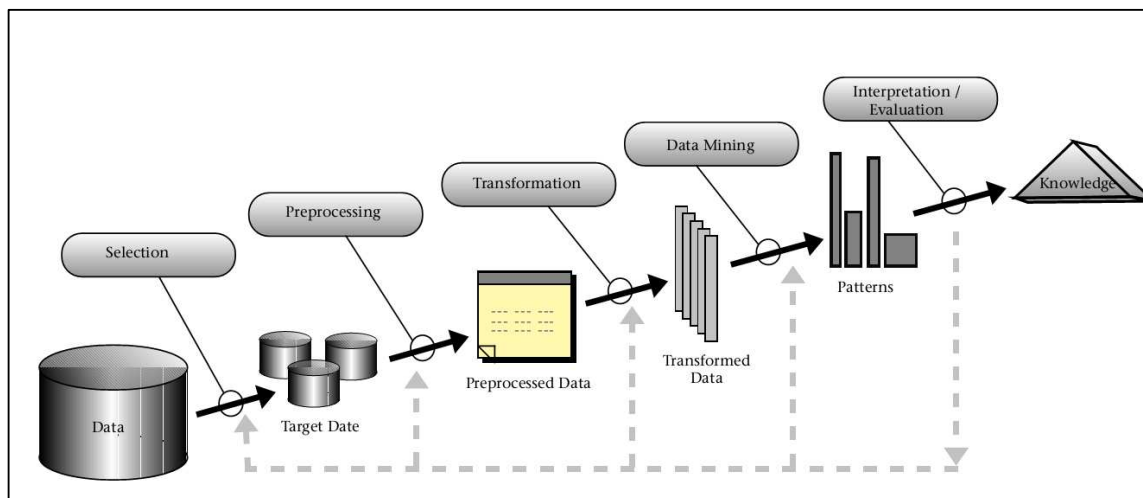 Interpretation /
Evaluation
Data Mining
Transformation
Preprocessing
Selection
Knowledge
Patterns
Transformed
Data
Preprocessed Data
Target Date
Data